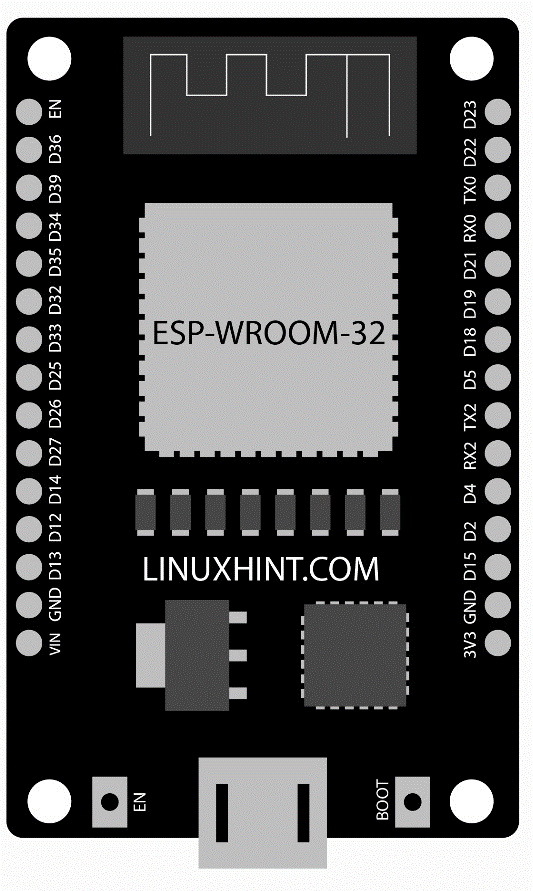 EN
D36
D39
D34
D35
D32
D33
D25
D26
D27
D14
D12
D13
GND
VIN
D23
D22
TX0
RX0
D21
D19
D18
D5
TX2
RX2
D4
D2
D15
GND
3V3
ESP-WROOM-32
LINUXHINT.COM
EN
BOOT